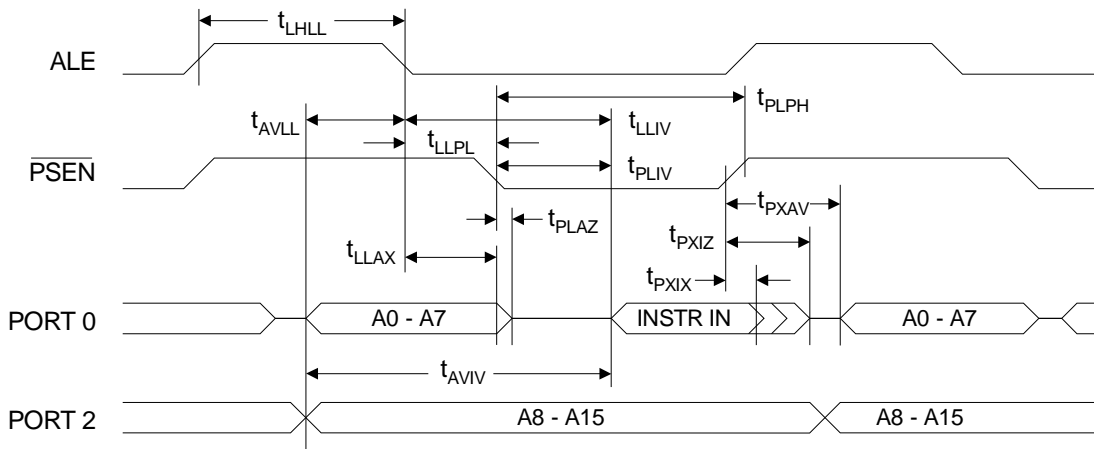 tLHLL
ALE
tPLPH
tAVLL
tLLIV
tLLPL
PSEN
tPLIV
tPXAV
tPLAZ
tPXIZ
tLLAX
tPXIX
PORT 0
A0 - A7
INSTR IN
A0 - A7
tAVIV
PORT 2
A8 - A15
A8 - A15